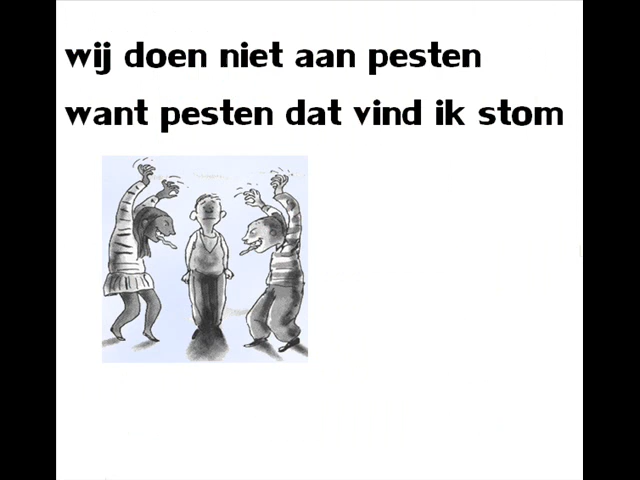 wij doen niet aan pesten
want pesten dat vind ik stom